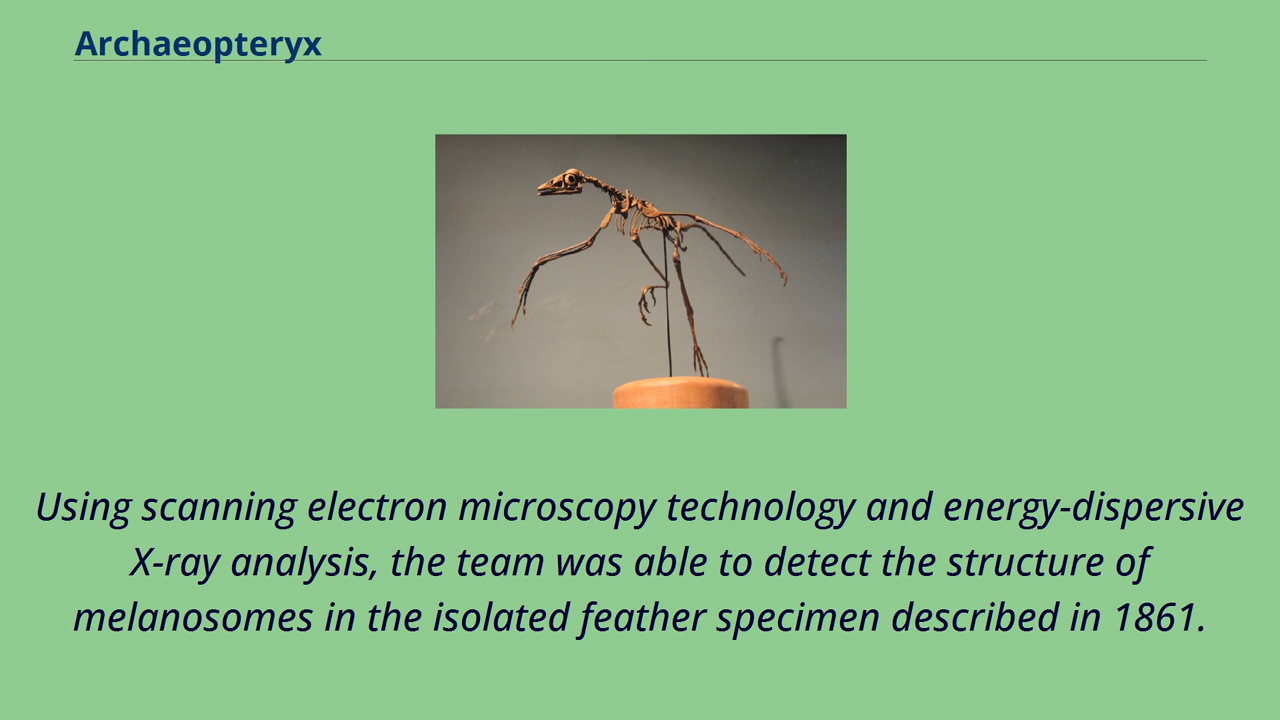 Archaeopteryx
Using scanning electron microscopy technology and energy-dispersive
X-ray analysis, the team was able to detect the structure of
melanosomes in the isolated feather specimen described in 1861.